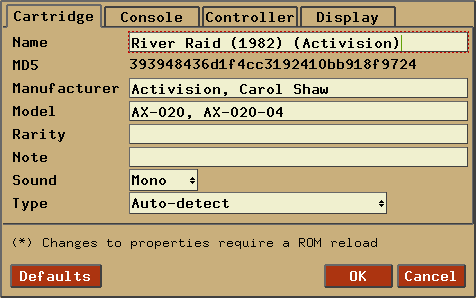 Cartridge Console Controller Display
Name River Raid (1982) (Activision)
MD5 393948436d1f4cc3192410bb918f9724
Manufacturer Activision, Carol Shaw
Model AX-020, AX-020-04
Rarity
Note
Sound Mono
Type Auto-detect
(*) Changes to properties require a ROM reload
Defaults OK Cancel